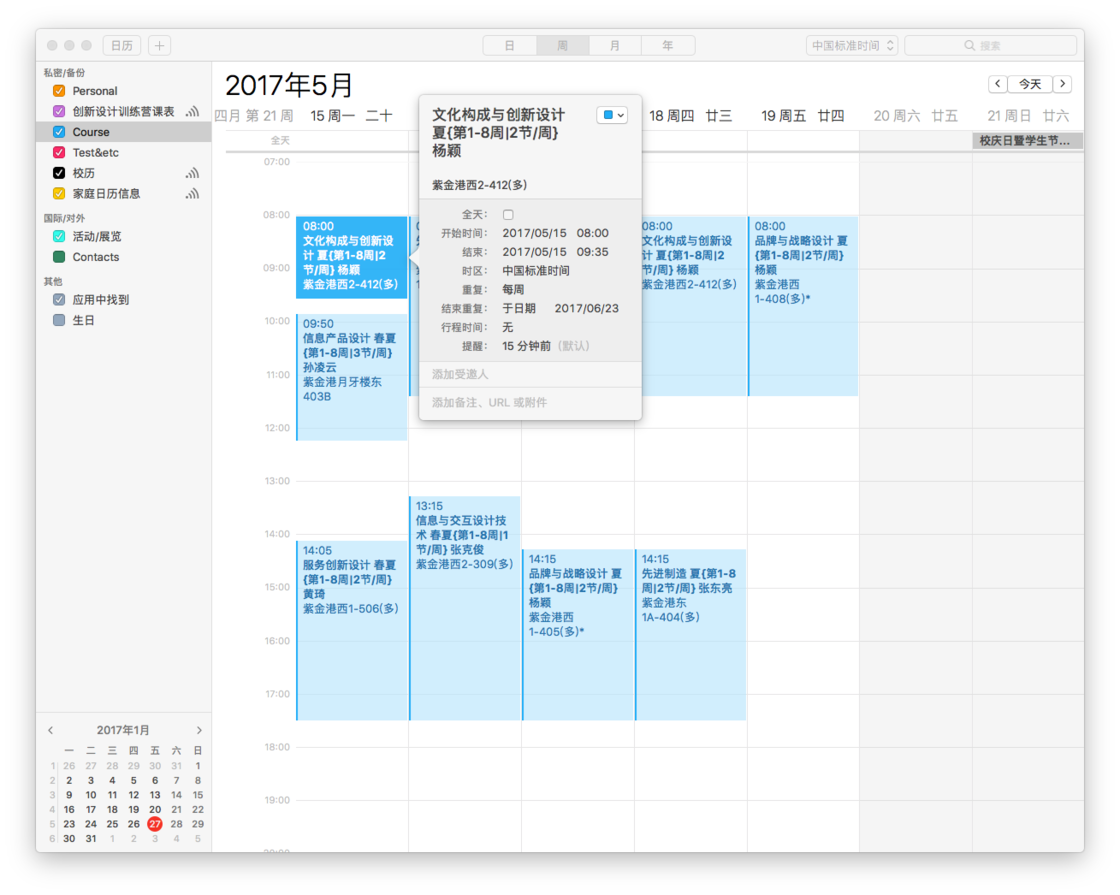 日历
+
日
周
月
年
中国标准时间
搜索
私密/备份
Personal
创新设计训练营课表
Course
Test&etc
校历
家庭日历信息
国际/对外
活动/展览
Contacts
其他
应用中找到
生日
2017年1月
一 二 三 四 五 六 日
1 26 27 28 29 30 31 1
2 2 3 4 5 6 7 8
3 9 10 11 12 13 14 15
4 16 17 18 19 20 21 22
5 23 24 25 26 27 28 29
6 30 31 1 2 3 4 5
2017年5月
今天
四月 第 21 周 15 周一 二十 18 周四 廿三 19 周五 廿四 20 周六 廿五 21 周日 廿六
全天
校庆日暨学生节...
07:00
08:00
09:00
10:00
11:00
12:00
13:00
14:00
15:00
16:00
17:00
18:00
19:00
08:00
文化构成与创新设
计 夏{第1-8周|2
节/周} 杨颖
紫金港西2-412(多)
09:50
信息产品设计 春夏
{第1-8周|3节/周}
孙凌云
紫金港月牙楼东
403B
14:05
服务创新设计 春夏
{第1-8周|2节/周}
黄琦
紫金港西1-506(多)
13:15
信息与交互设计技
术 春夏{第1-8周|1
节/周} 张克俊
紫金港西2-309(多)
14:15
品牌与战略设计 夏
{第1-8周|2节/周}
杨颖
紫金港西
1-405(多)*
08:00
文化构成与创新设
计 夏{第1-8周|2
节/周} 杨颖
紫金港西2-412(多)
14:15
先进制造 夏{第1-8
周|2节/周} 张东亮
紫金港东
1A-404(多)
08:00
品牌与战略设计 夏
{第1-8周|2节/周}
杨颖
紫金港西
1-408(多)*
文化构成与创新设计
夏{第1-8周|2节/周}
杨颖
紫金港西2-412(多)
全天:
开始时间: 2017/05/15 08:00
结束: 2017/05/15 09:35
时区: 中国标准时间
重复: 每周
结束重复: 于日期 2017/06/23
行程时间: 无
提醒: 15 分钟前 (默认)
添加受邀人
添加备注、URL 或附件